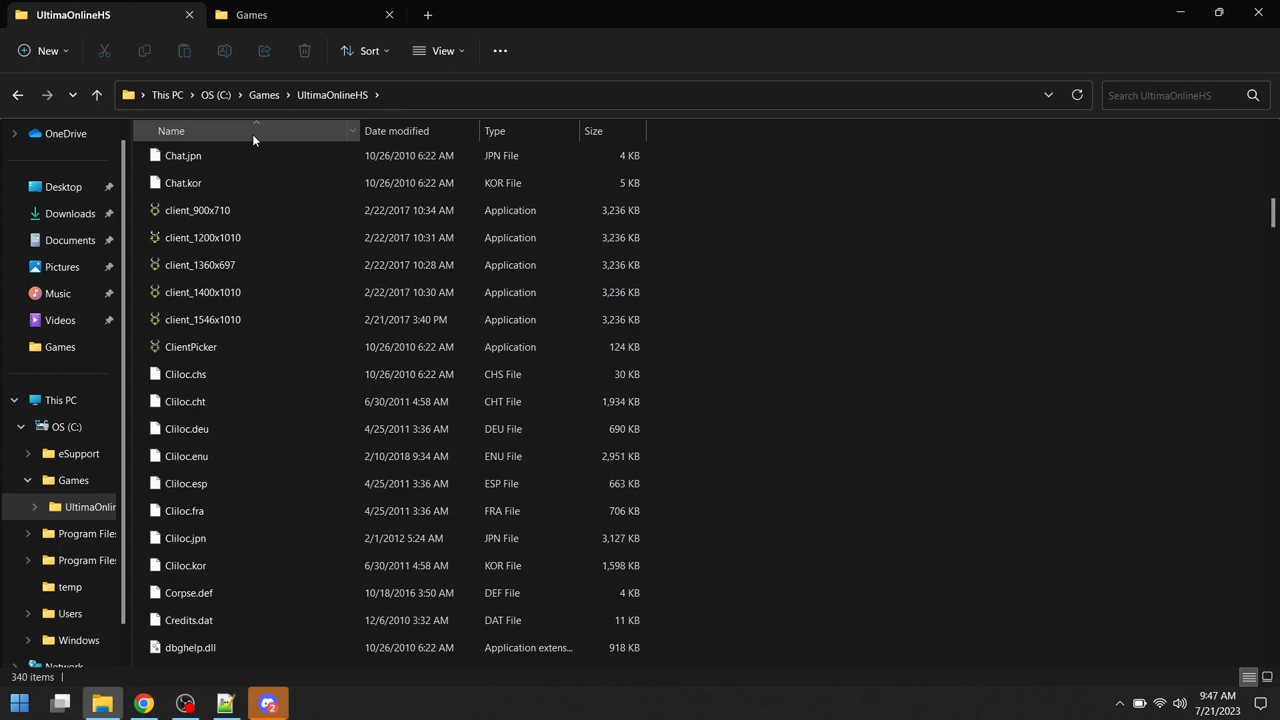 UltimaOnlineHS
Games
New
Sort
View
This PC > OS (C:) > Games > UltimaOnlineHS >
Search UltimaOnlineHS
Name Date modified Type Size
OneDrive
Desktop
Downloads
Documents
Pictures
Music
Videos
Games
This PC
OS (C:)
eSupport
Games
UltimaOnlin
Program Files
Program Files
temp
Users
Windows
Network
Chat.jpn 10/26/2010 6:22 AM JPN File 4 KB
Chat.kor 10/26/2010 6:22 AM KOR File 5 KB
client_900x710 2/22/2017 10:34 AM Application 3,236 KB
client_1200x1010 2/22/2017 10:31 AM Application 3,236 KB
client_1360x697 2/22/2017 10:28 AM Application 3,236 KB
client_1400x1010 2/22/2017 10:30 AM Application 3,236 KB
client_1546x1010 2/21/2017 3:40 PM Application 3,236 KB
ClientPicker 10/26/2010 6:22 AM Application 124 KB
Cliloc.chs 10/26/2010 6:22 AM CHS File 30 KB
Cliloc.cht 6/30/2011 4:58 AM CHT File 1,934 KB
Cliloc.deu 4/25/2011 3:36 AM DEU File 690 KB
Cliloc.enu 2/10/2018 9:34 AM ENU File 2,951 KB
Cliloc.esp 4/25/2011 3:36 AM ESP File 663 KB
Cliloc.fra 4/25/2011 3:36 AM FRA File 706 KB
Cliloc.jpn 2/1/2012 5:24 AM JPN File 3,127 KB
Cliloc.kor 6/30/2011 4:58 AM KOR File 1,598 KB
Corpse.def 10/18/2016 3:50 AM DEF File 4 KB
Credits.dat 12/6/2010 3:32 AM DAT File 11 KB
dbghelp.dll 10/26/2010 6:22 AM Application extens... 918 KB
340 items
9:47 AM
7/21/2023